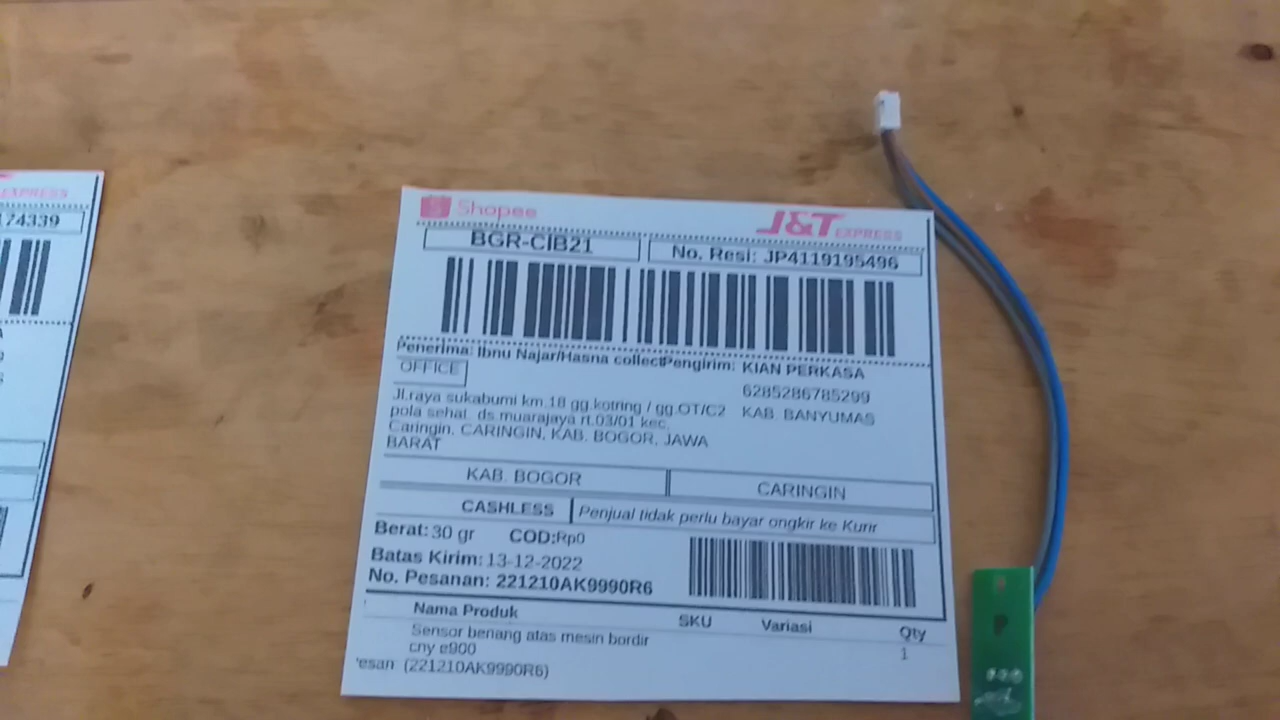 EXPRESS
174339
Shopee
J&T EXPRESS
BGR-CIB21
No. Resi: JP4119195496
Penerima: Ibnu Najar/Hasna collect
Pengirim: KIAN PERKASA
OFFICE
6285286785299
KAB. BANYUMAS
Jl.raya sukabumi km.18 gg.kotring / gg.OT/C2
pola sehat. ds.muarajaya rt.03/01 kec.
Caringin, CARINGIN, KAB. BOGOR, JAWA
BARAT
KAB. BOGOR
CARINGIN
CASHLESS
Penjual tidak perlu bayar ongkir ke Kurir
Berat: 30 gr
COD:Rp0
Batas Kirim: 13-12-2022
No. Pesanan: 221210AK9990R6
Nama Produk SKU Variasi Qty
Sensor benang atas mesin bordir 1
cny e900
esan (221210AK9990R6)
P